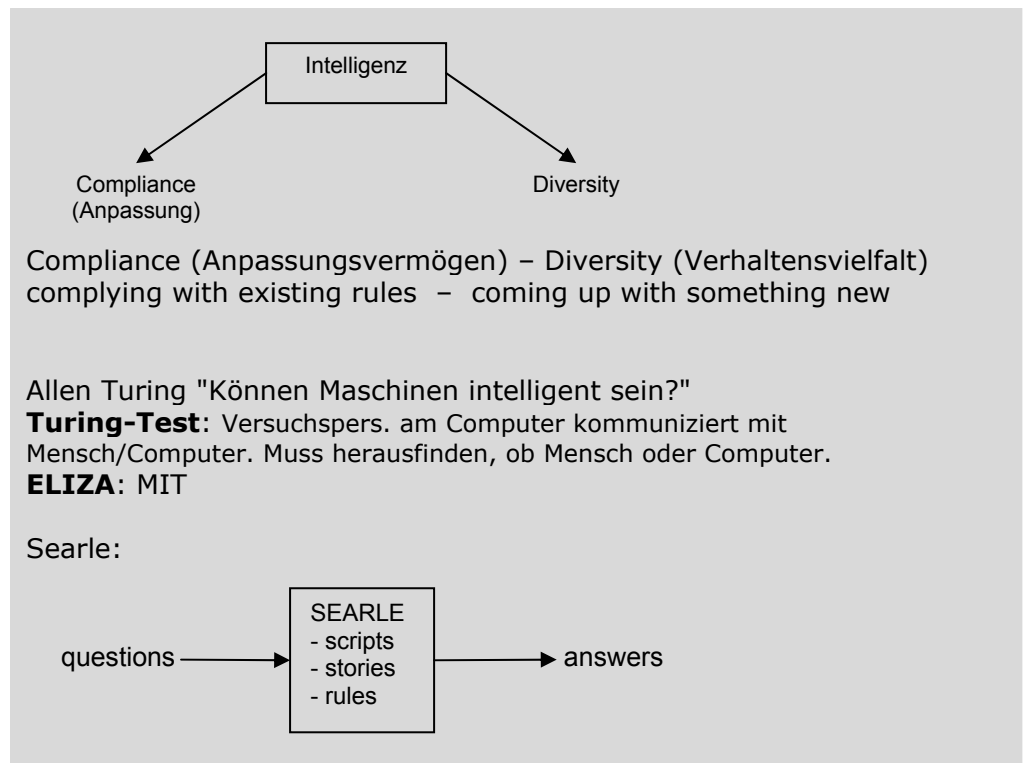 Intelligenz
Compliance
(Anpassung)
Diversity
Compliance (Anpassungsvermögen) – Diversity (Verhaltensvielfalt)
complying with existing rules – coming up with something new
Allen Turing "Können Maschinen intelligent sein?"
Turing-Test: Versuchspers. am Computer kommuniziert mit
Mensch/Computer. Muss herausfinden, ob Mensch oder Computer.
ELIZA: MIT
Searle:
questions
SEARLE
- scripts
- stories
- rules
answers